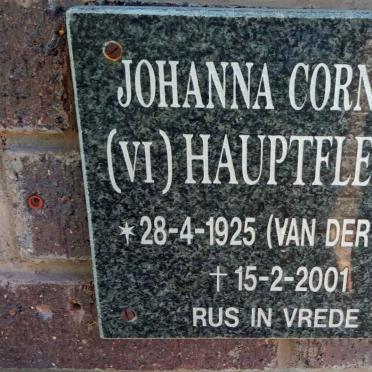 JOHANNA CORN
(VI) HAUPTFLE
* 28-4-1925 (VAN DER
† 15-2-2001
RUS IN VREDE